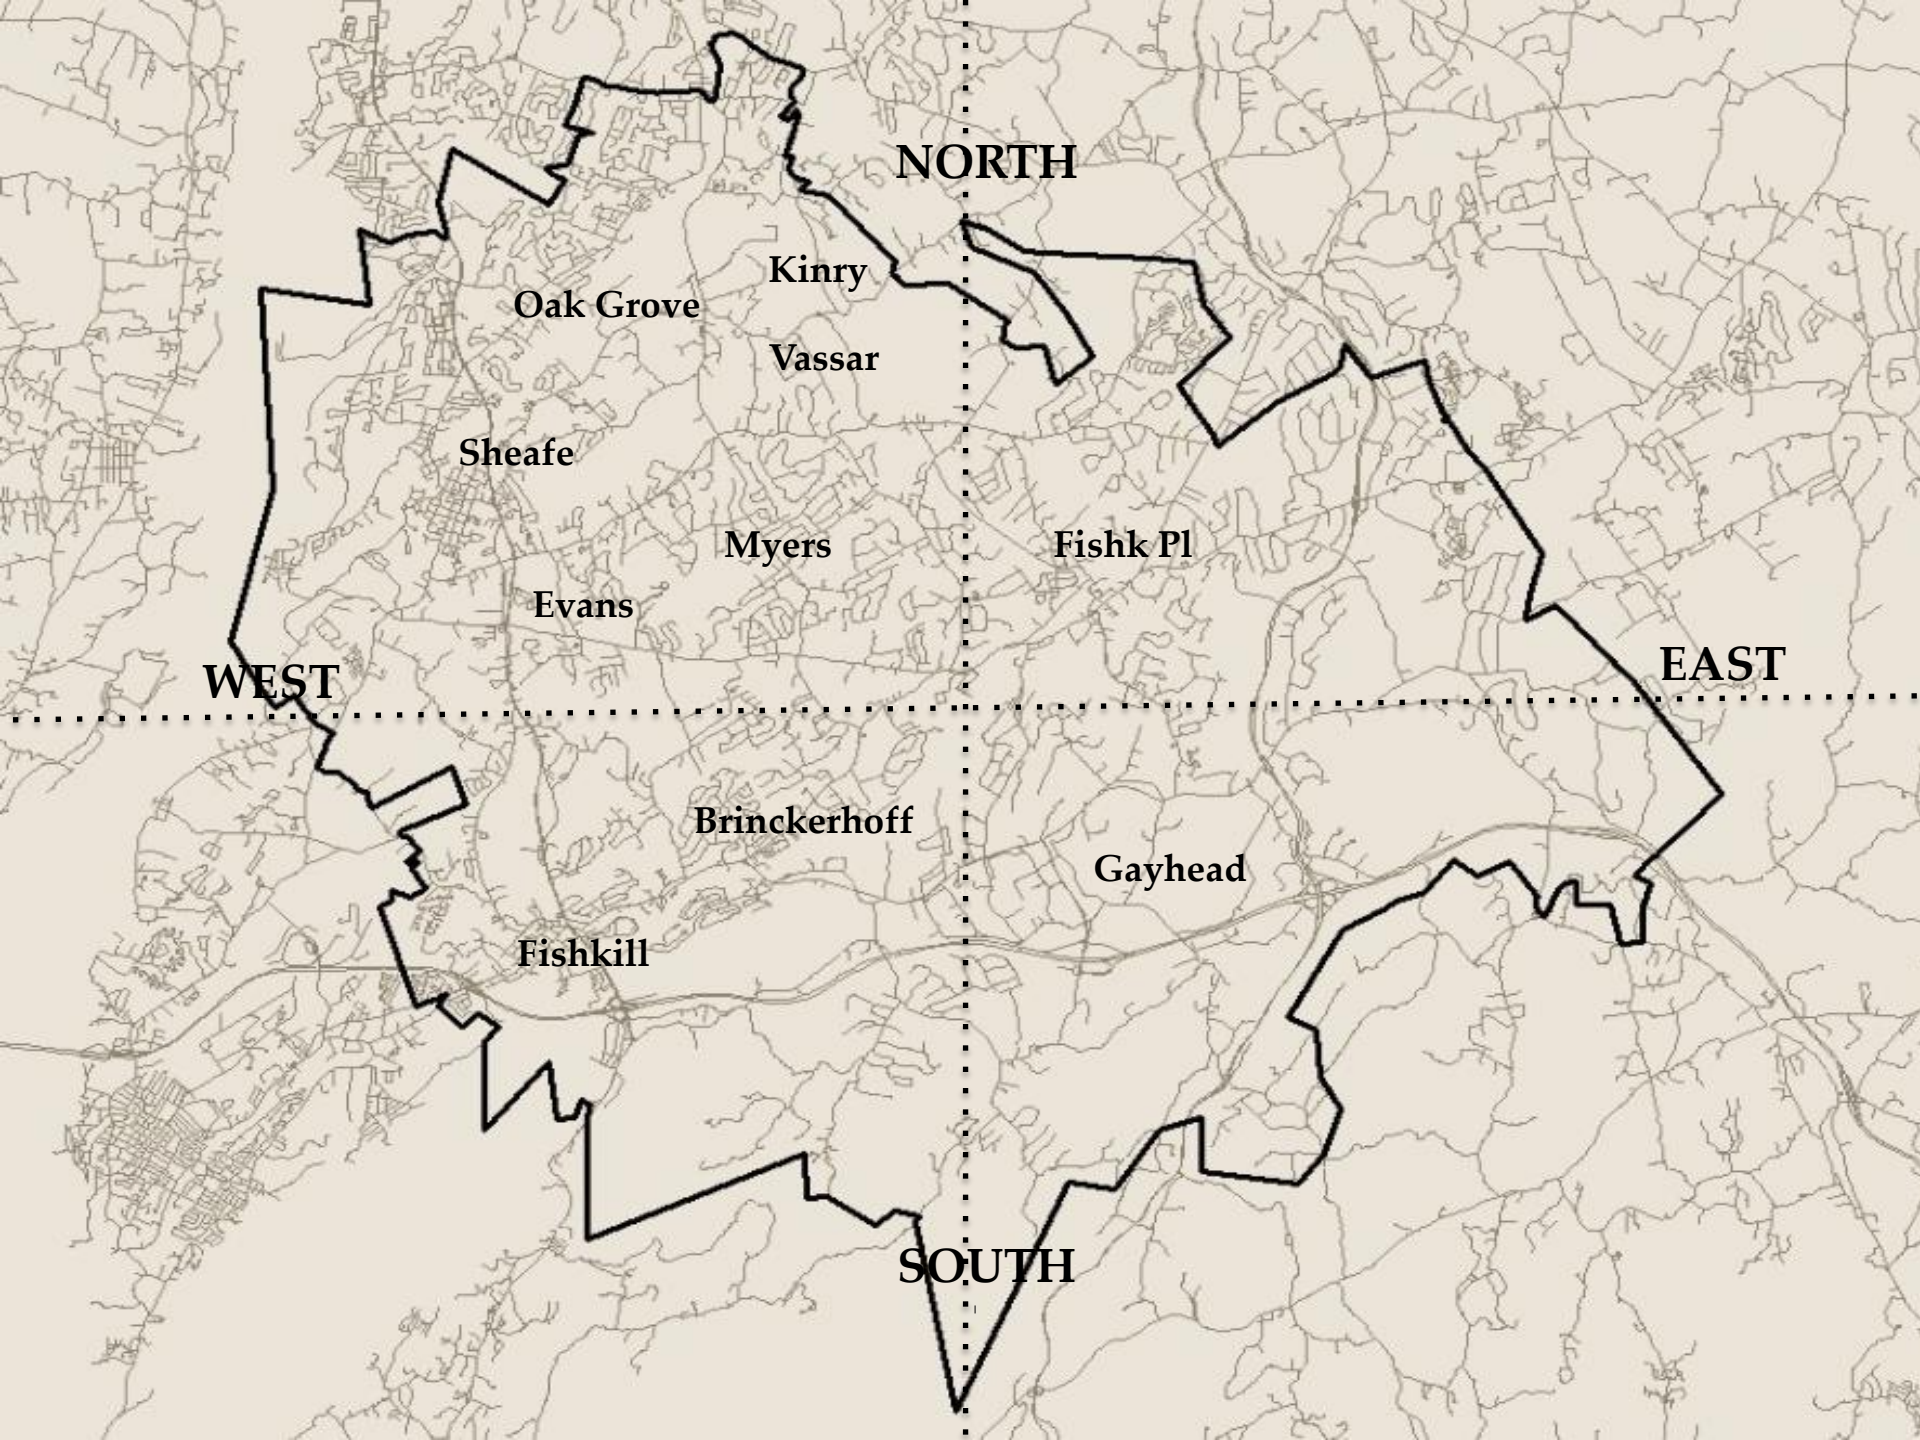 NORTH
Kinry
Oak Grove
Vassar
Sheafe
Myers
Fishk Pl
Evans
WEST
EAST
Brinckerhoff
Gayhead
Fishkill
SOUTH